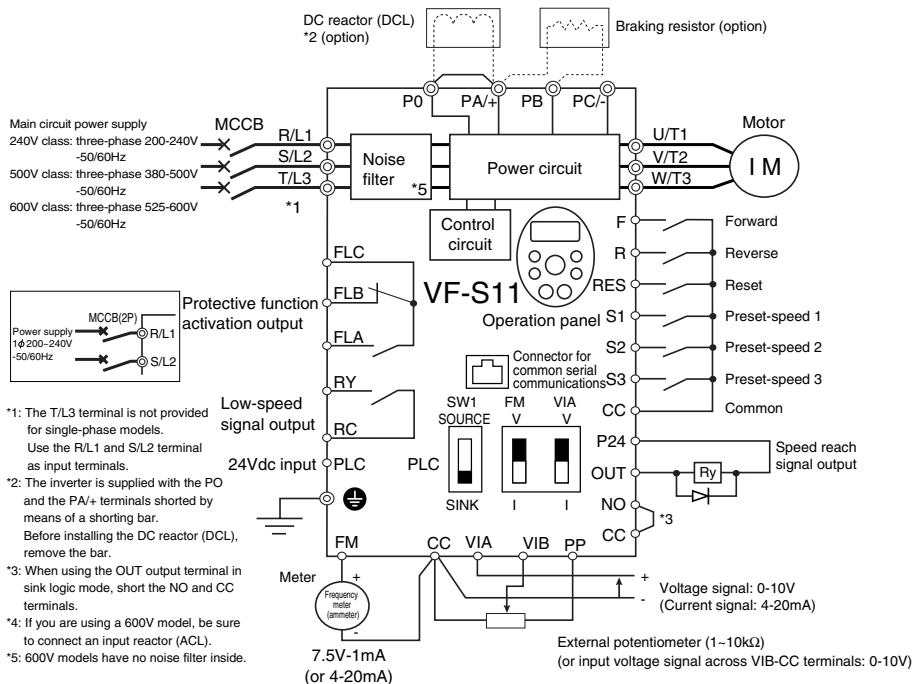 DC reactor (DCL)
*2 (option)
Braking resistor (option)
P0
PA/+
PB
PC/-
Main circuit power supply
240V class: three-phase 200-240V
-50/60Hz
500V class: three-phase 380-500V
-50/60Hz
600V class: three-phase 525-600V
-50/60Hz
MCCB
R/L1
S/L2
T/L3
*1
Noise
filter
*5
Power circuit
Control
circuit
U/T1
V/T2
W/T3
Motor
I M
FLC
FLB
FLA
Protective function
activation output
VF-S11
Operation panel
F
Forward
R
Reverse
RES
Reset
S1
Preset-speed 1
S2
Preset-speed 2
S3
Preset-speed 3
CC
Common
MCCB(2P)
Power supply
1ϕ200~240V
-50/60Hz
R/L1
S/L2
RY
RC
Low-speed
signal output
Connector for
common serial
communications
SW1
SOURCE
PLC
SINK
FM
V
I
VIA
V
I
P24
OUT
Ry
Speed reach
signal output
NO
CC
*3
24Vdc input
PLC
*1: The T/L3 terminal is not provided
for single-phase models.
Use the R/L1 and S/L2 terminal
as input terminals.
*2: The inverter is supplied with the PO
and the PA/+ terminals shorted by
means of a shorting bar.
Before installing the DC reactor (DCL),
remove the bar.
*3: When using the OUT output terminal in
sink logic mode, short the NO and CC
terminals.
*4: If you are using a 600V model, be sure
to connect an input reactor (ACL).
*5: 600V models have no noise filter inside.
FM
CC
VIA
VIB
PP
Meter
+
Frequency
meter
(ammeter)
-
7.5V-1mA
(or 4-20mA)
+
-
Voltage signal: 0-10V
(Current signal: 4-20mA)
External potentiometer (1~10kΩ)
(or input voltage signal across VIB-CC terminals: 0-10V)